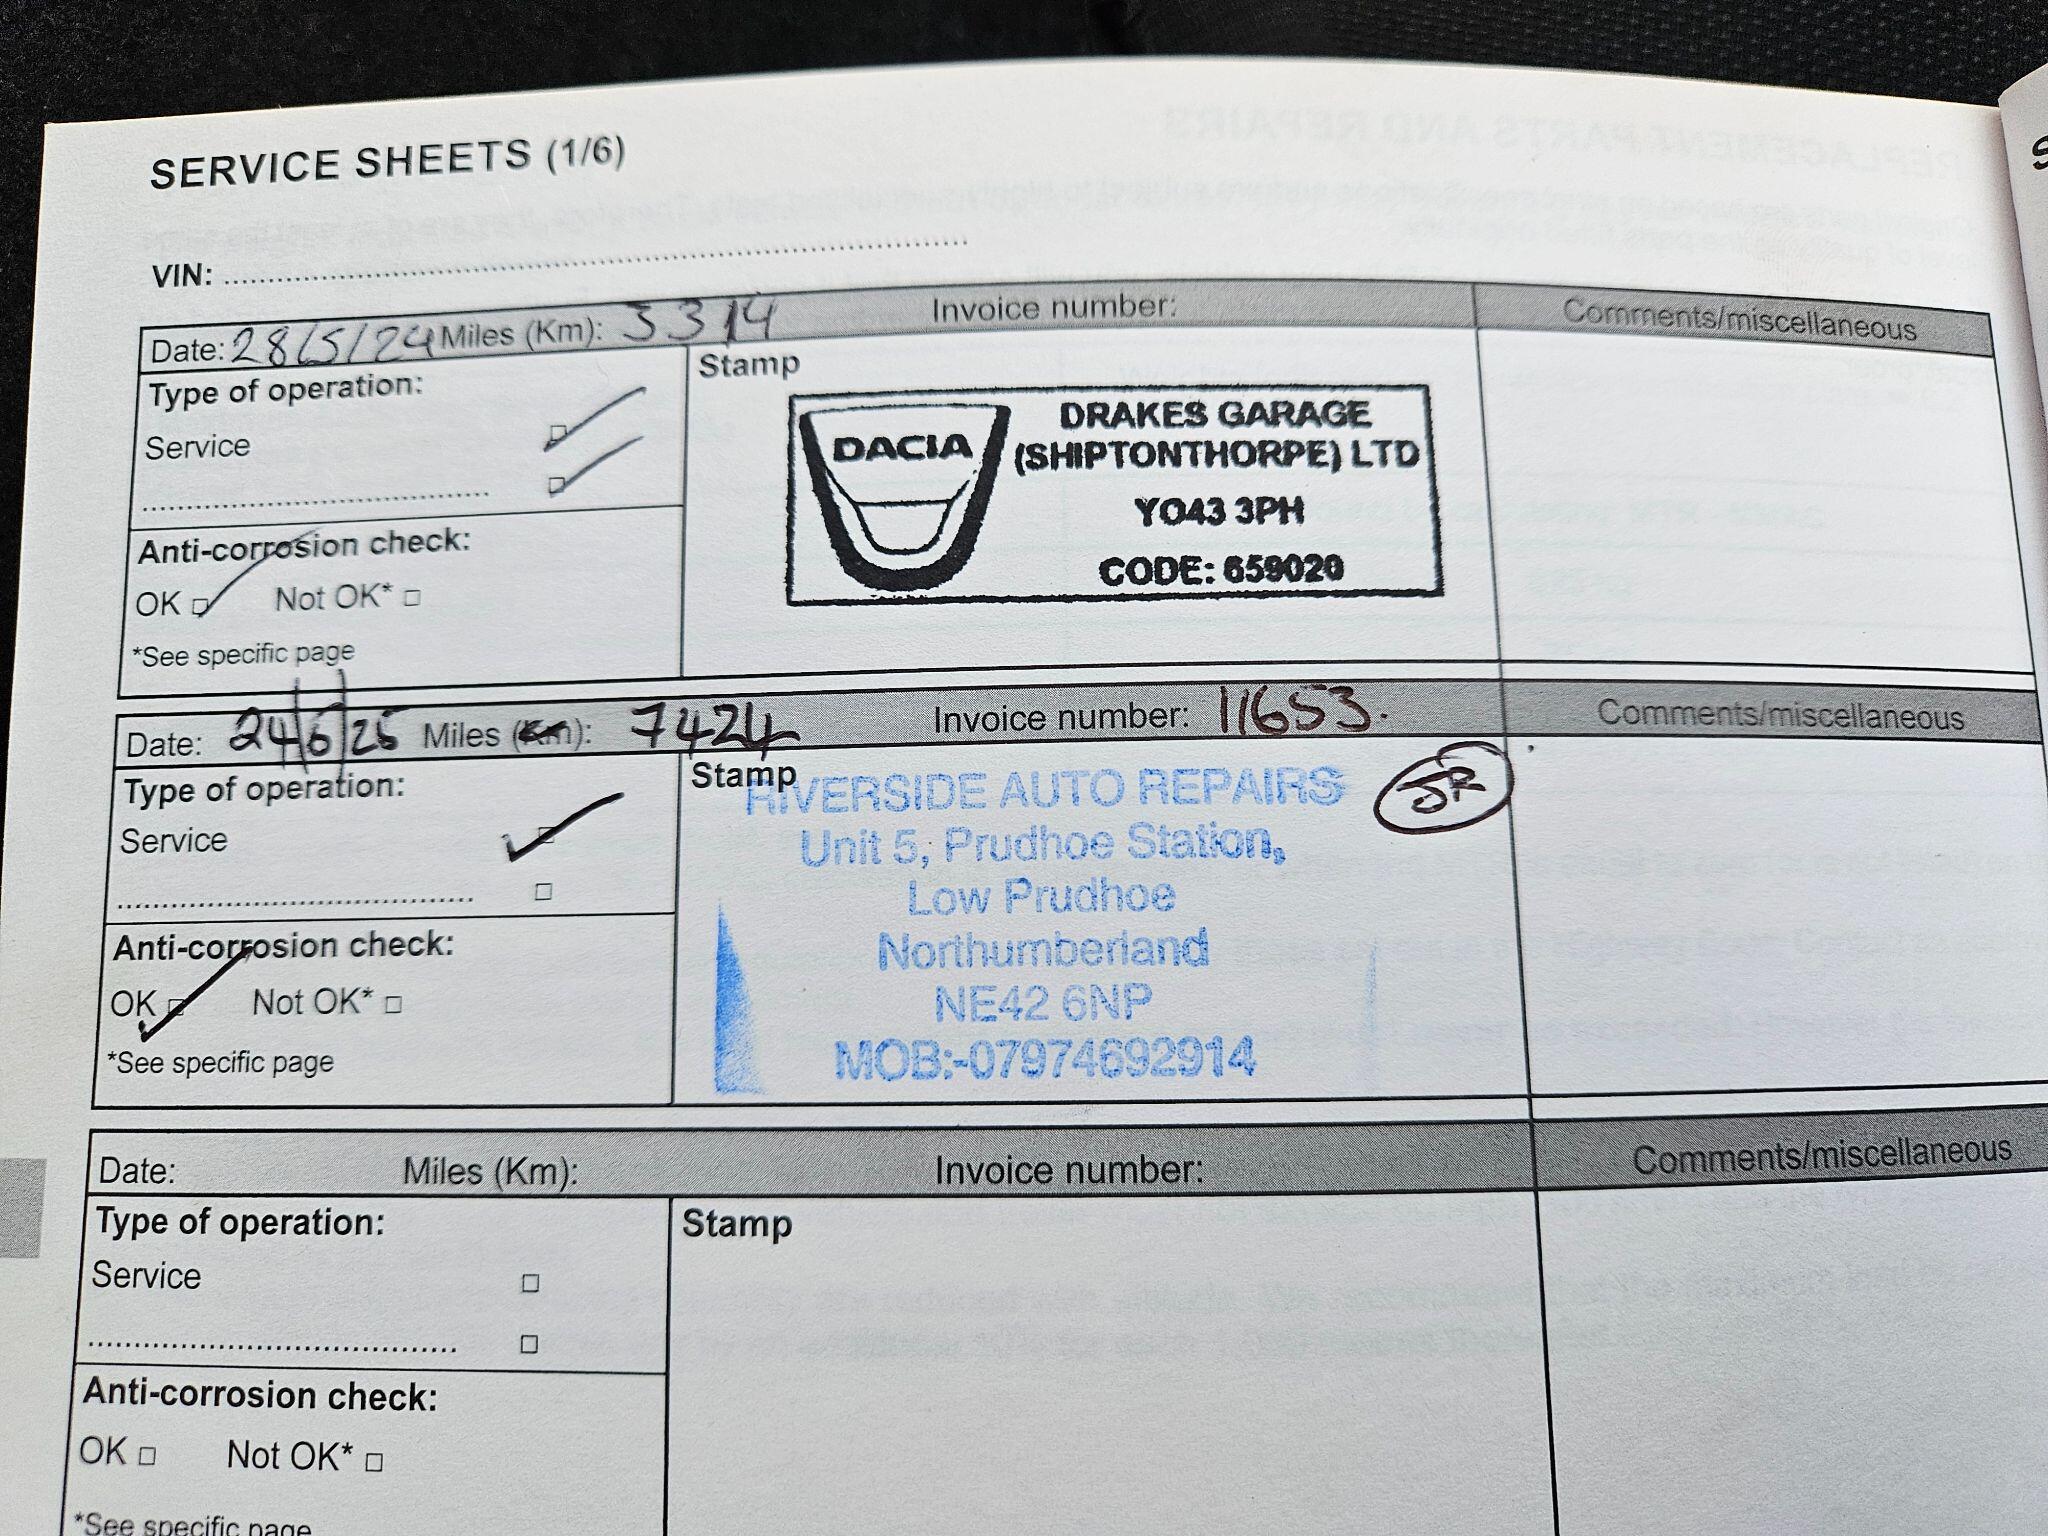 SERVICE SHEETS (1/6)
VIN:
Date: 28/5/24 Miles (Km): 3314 Invoice number: Comments/miscellaneous
Type of operation:
Service
Stamp
DACIA
DRAKES GARAGE
(SHIPTONTHORPE) LTD
YO43 3PH
CODE: 659020
Anti-corrosion check:
OK Not OK*
*See specific page
Date: 24/6/25 Miles (Km): 7424 Invoice number: 11653. Comments/miscellaneous
Type of operation:
Service
Stamp
RIVERSIDE AUTO REPAIRS
Unit 5, Prudhoe Station,
Low Prudhoe
Northumberland
NE42 6NP
MOB:-07974692914
JR
Anti-corrosion check:
OK Not OK*
*See specific page
Date: Miles (Km): Invoice number: Comments/miscellaneous
Type of operation:
Service
Stamp
Anti-corrosion check:
OK Not OK*
*See specific page